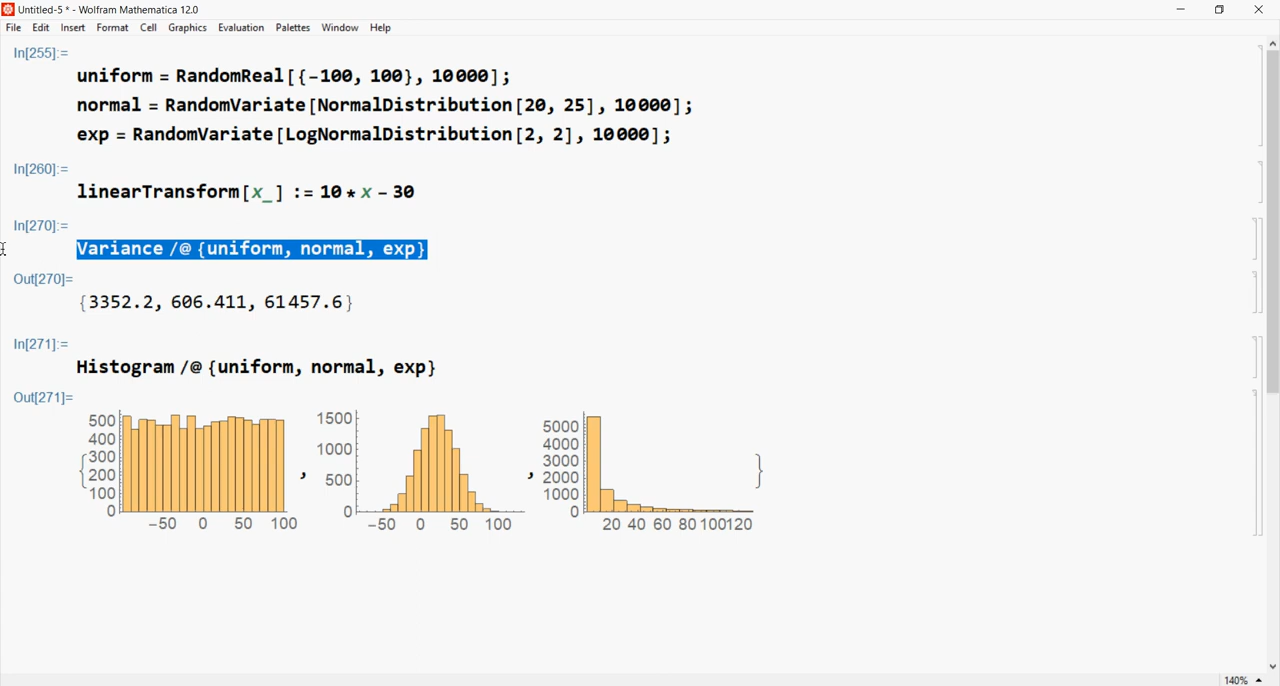 Untitled-5 * - Wolfram Mathematica 12.0
File Edit Insert Format Cell Graphics Evaluation Palettes Window Help
In[255]:=
uniform = RandomReal[{-100, 100}, 10000];
normal = RandomVariate[NormalDistribution[20, 25], 10000];
exp = RandomVariate[LogNormalDistribution[2, 2], 10000];
In[260]:=
linearTransform[x_] := 10 * x - 30
In[270]:=
Variance /@ {uniform, normal, exp}
Out[270]=
{3352.2, 606.411, 61457.6}
In[271]:=
Histogram /@ {uniform, normal, exp}
Out[271]=
{
500
400
300
200
100
0
-50 0 50 100
,
1500
1000
500
0
-50 0 50 100
,
5000
4000
3000
2000
1000
0
20 40 60 80 100 120
}
140%